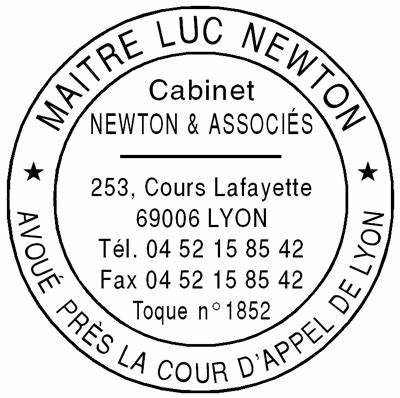 MAITRE LUC NEWTON
Cabinet
NEWTON & ASSOCIÉS
253, Cours Lafayette
69006 LYON
Tél. 04 52 15 85 42
Fax 04 52 15 85 42
Toque n° 1852
AVOUÉ PRÈS LA COUR D'APPEL DE LYON